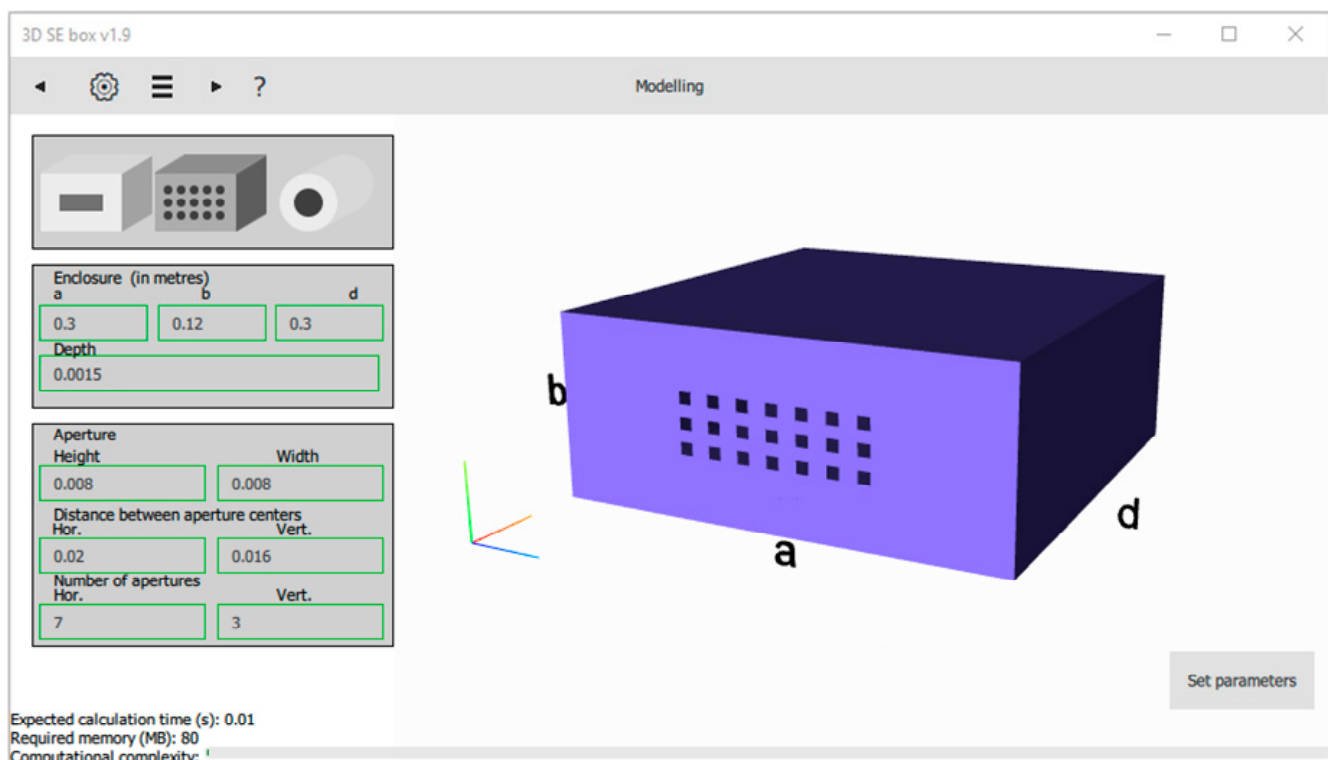 3D SE box v1.9
?
Modelling
Enclosure (in metres)
a b d
0.3 0.12 0.3
Depth
0.0015
Aperture
Height Width
0.008 0.008
Distance between aperture centers
Hor. Vert.
0.02 0.016
Number of apertures
Hor. Vert.
7 3
b
a
d
Set parameters
Expected calculation time (s): 0.01
Required memory (MB): 80
Computational complexity: